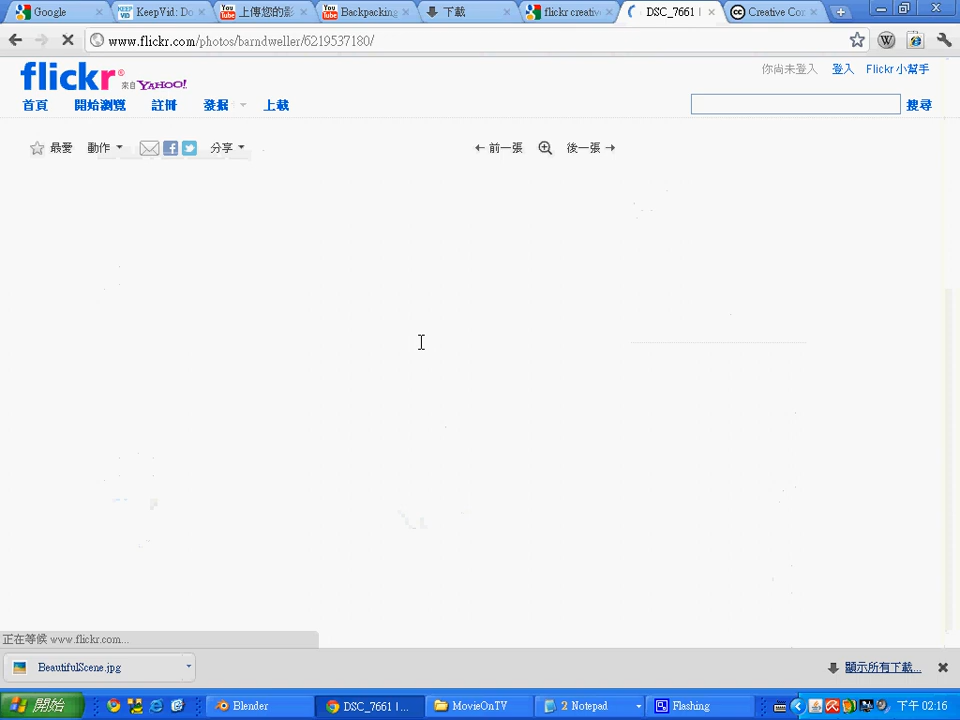 Google
KeepVid: Do
上傳您的影
Backpacking
下載
flickr creativ
DSC_7661 |
Creative Con
www.flickr.com/photos/barndweller/6219537180/
flickr 來自 YAHOO!
你尚未登入 登入 Flickr 小幫手
首頁 開始瀏覽 註冊 發掘 上載 搜尋
最愛 動作 分享 ← 前一張 後一張 →
正在等候 www.flickr.com...
BeautifulScene.jpg 顯示所有下載...
開始 Blender DSC_7661 |... MovieOnTV 2 Notepad Flashing 下午 02:16